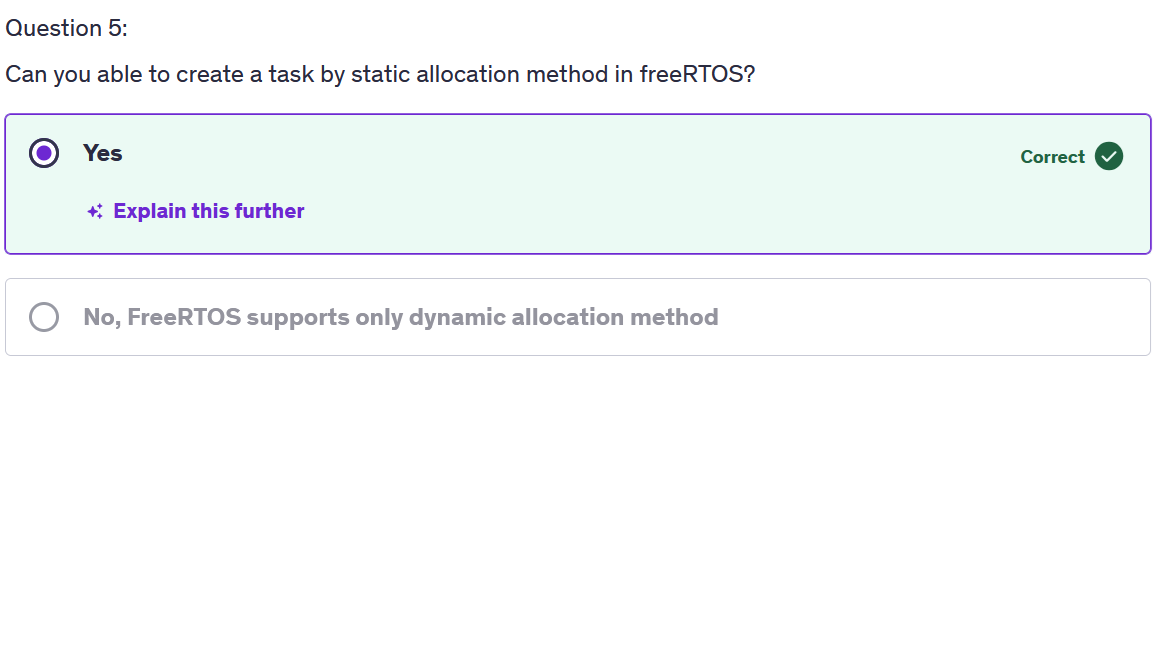 Question 5:
Can you able to create a task by static allocation method in freeRTOS?
Yes
Correct
Explain this further
No, FreeRTOS supports only dynamic allocation method